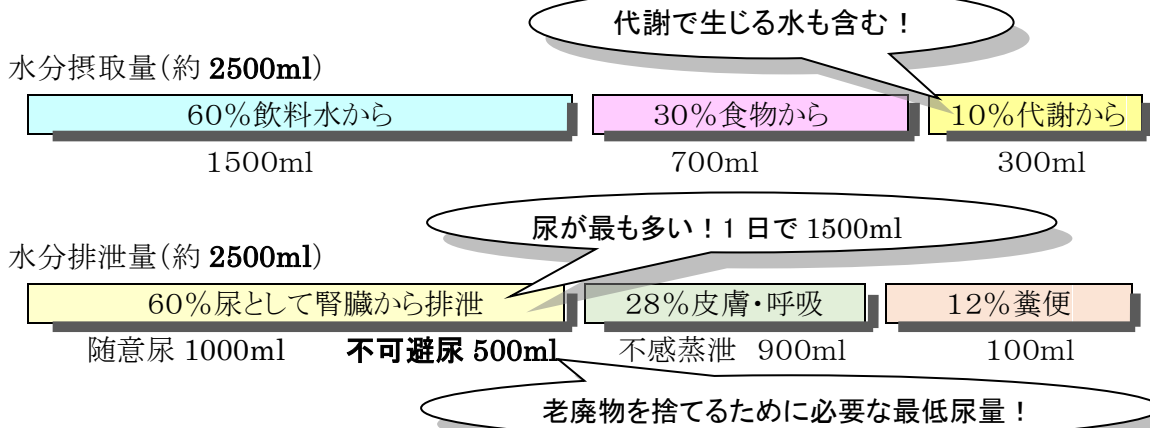 代謝で生じる水も含む！
水分摂取量(約 2500ml)
60％飲料水から 30％食物から 10％代謝から
1500ml 700ml 300ml
尿が最も多い！1 日で 1500ml
水分排泄量(約 2500ml)
60％尿として腎臓から排泄 28％皮膚・呼吸 12％糞便
随意尿 1000ml 不可避尿 500ml 不感蒸泄 900ml 100ml
老廃物を捨てるために必要な最低尿量！